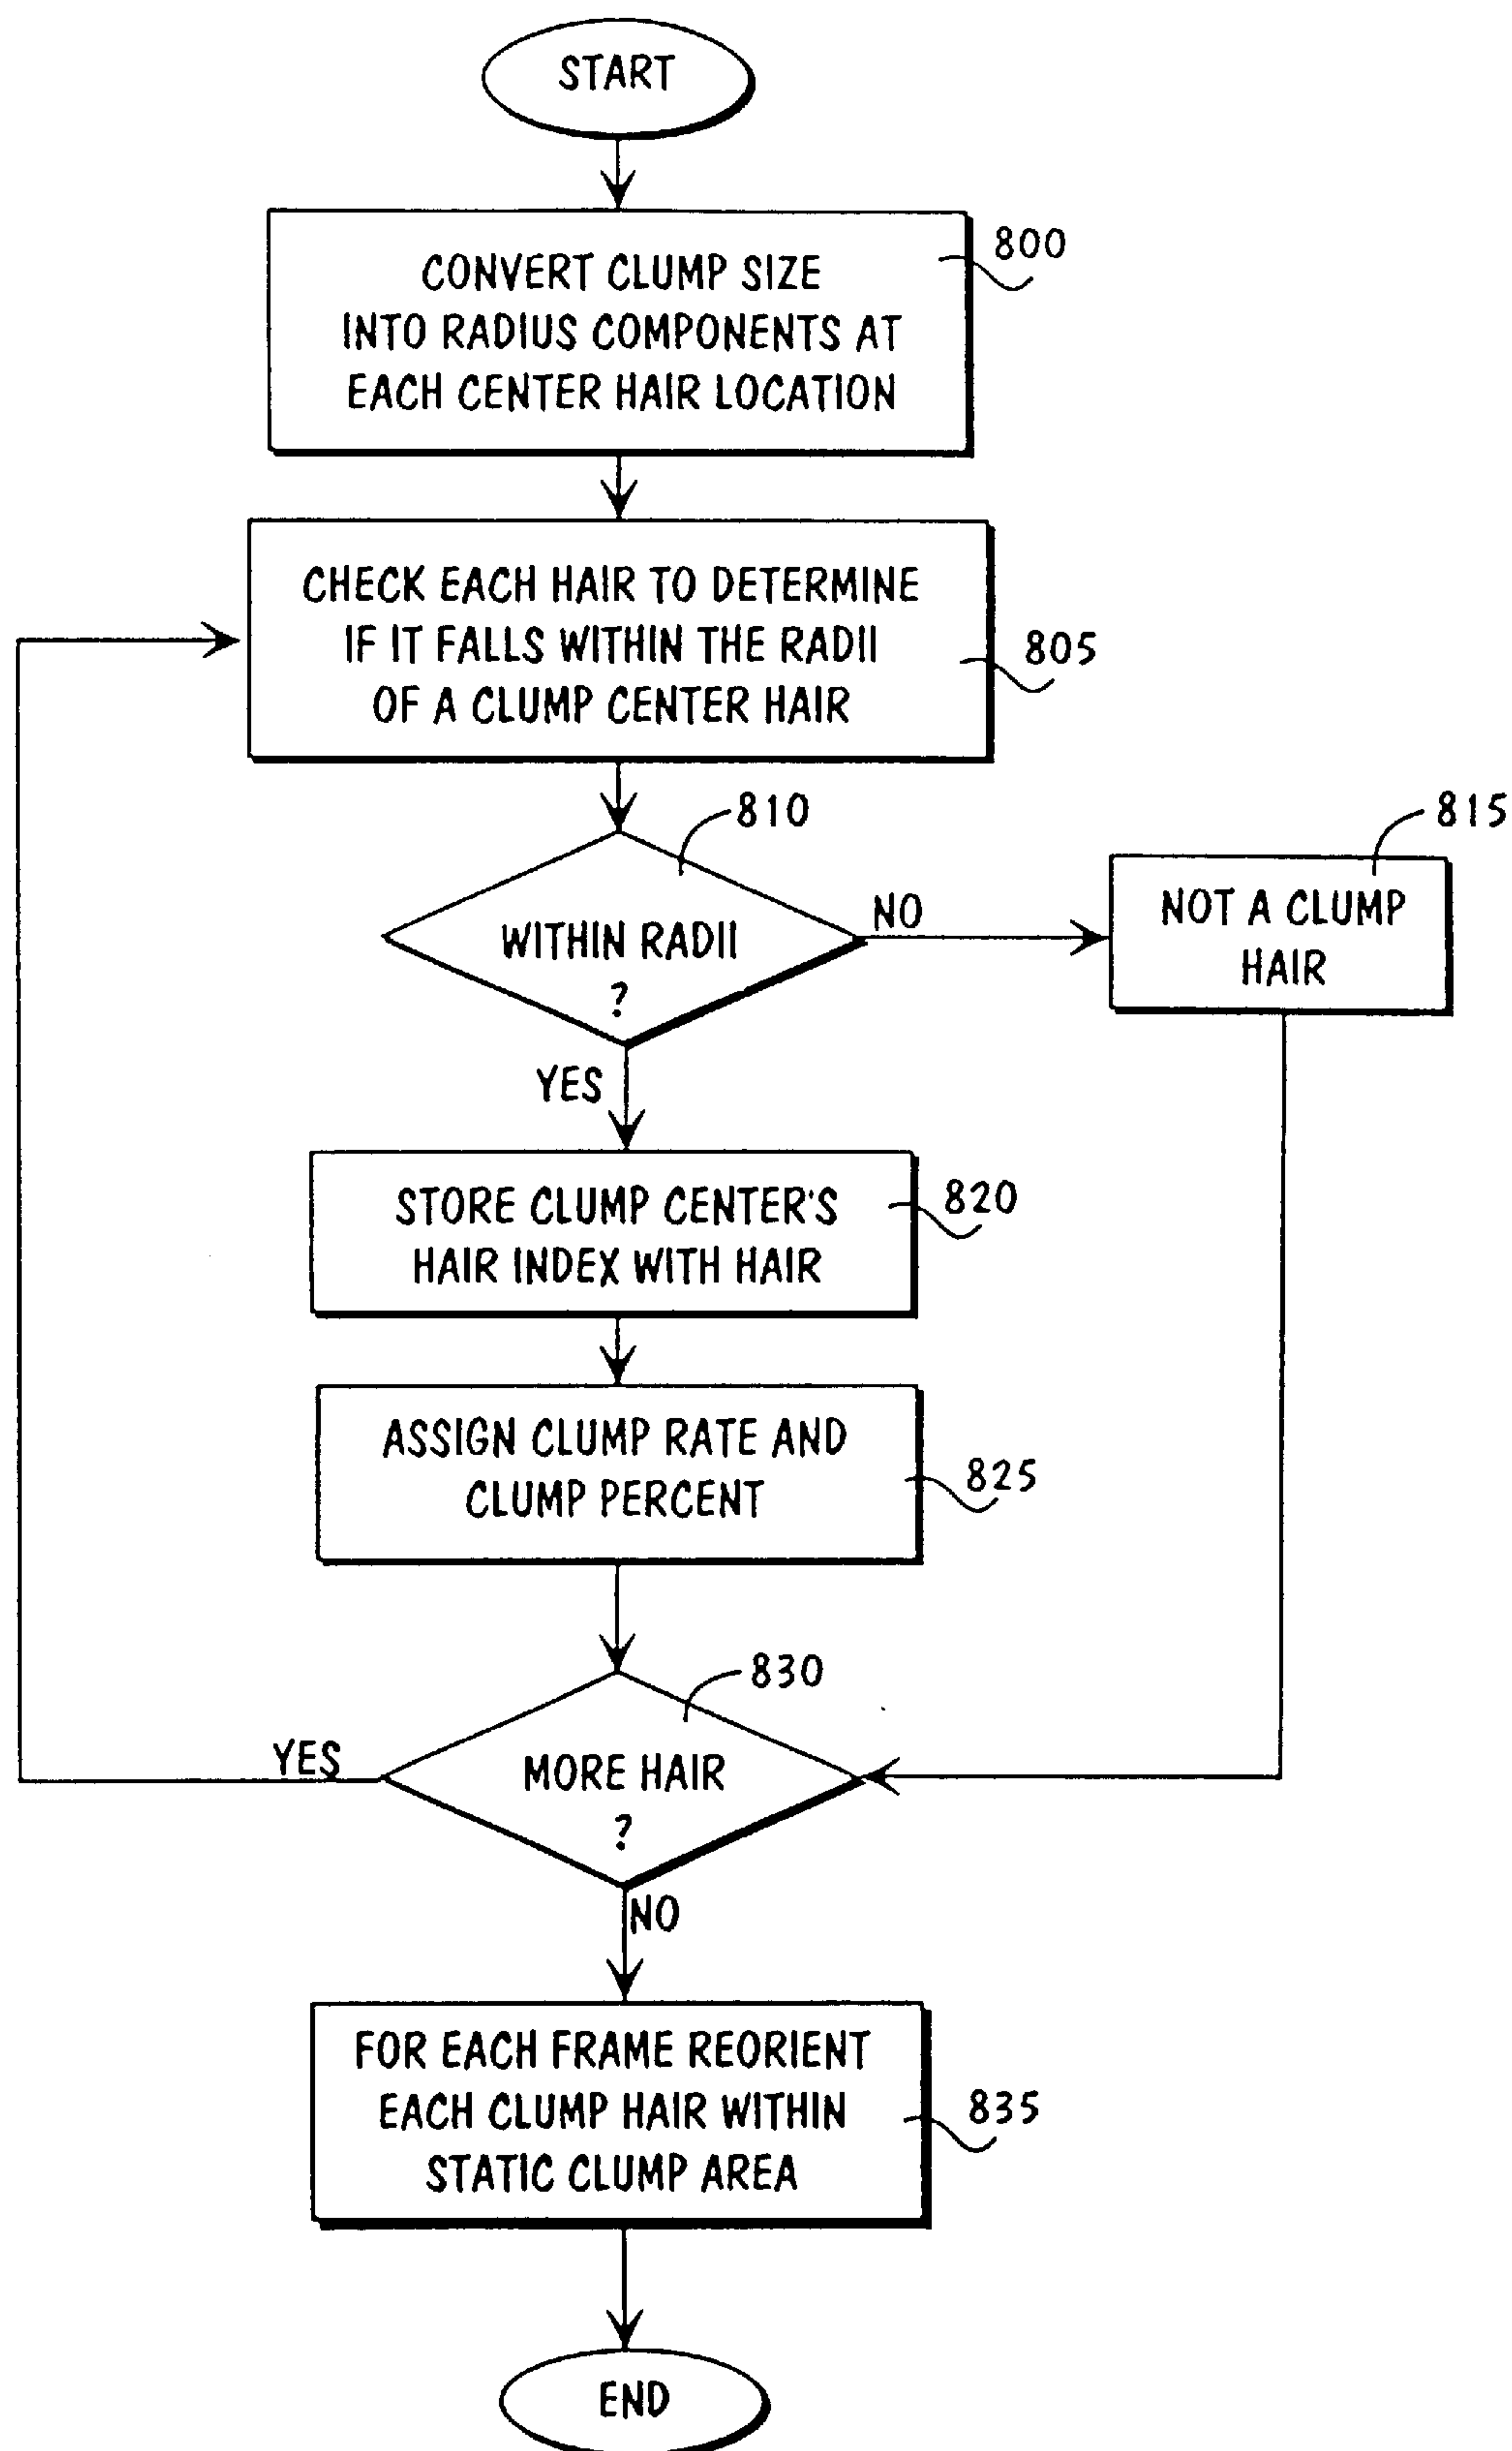 START
CONVERT CLUMP SIZE
INTO RADIUS COMPONENTS AT
EACH CENTER HAIR LOCATION
800
CHECK EACH HAIR TO DETERMINE
IF IT FALLS WITHIN THE RADII
OF A CLUMP CENTER HAIR
805
810
WITHIN RADII
?
NO
815
NOT A CLUMP
HAIR
YES
STORE CLUMP CENTER'S
HAIR INDEX WITH HAIR
820
ASSIGN CLUMP RATE AND
CLUMP PERCENT
825
830
MORE HAIR
?
YES
NO
FOR EACH FRAME REORIENT
EACH CLUMP HAIR WITHIN
STATIC CLUMP AREA
835
END